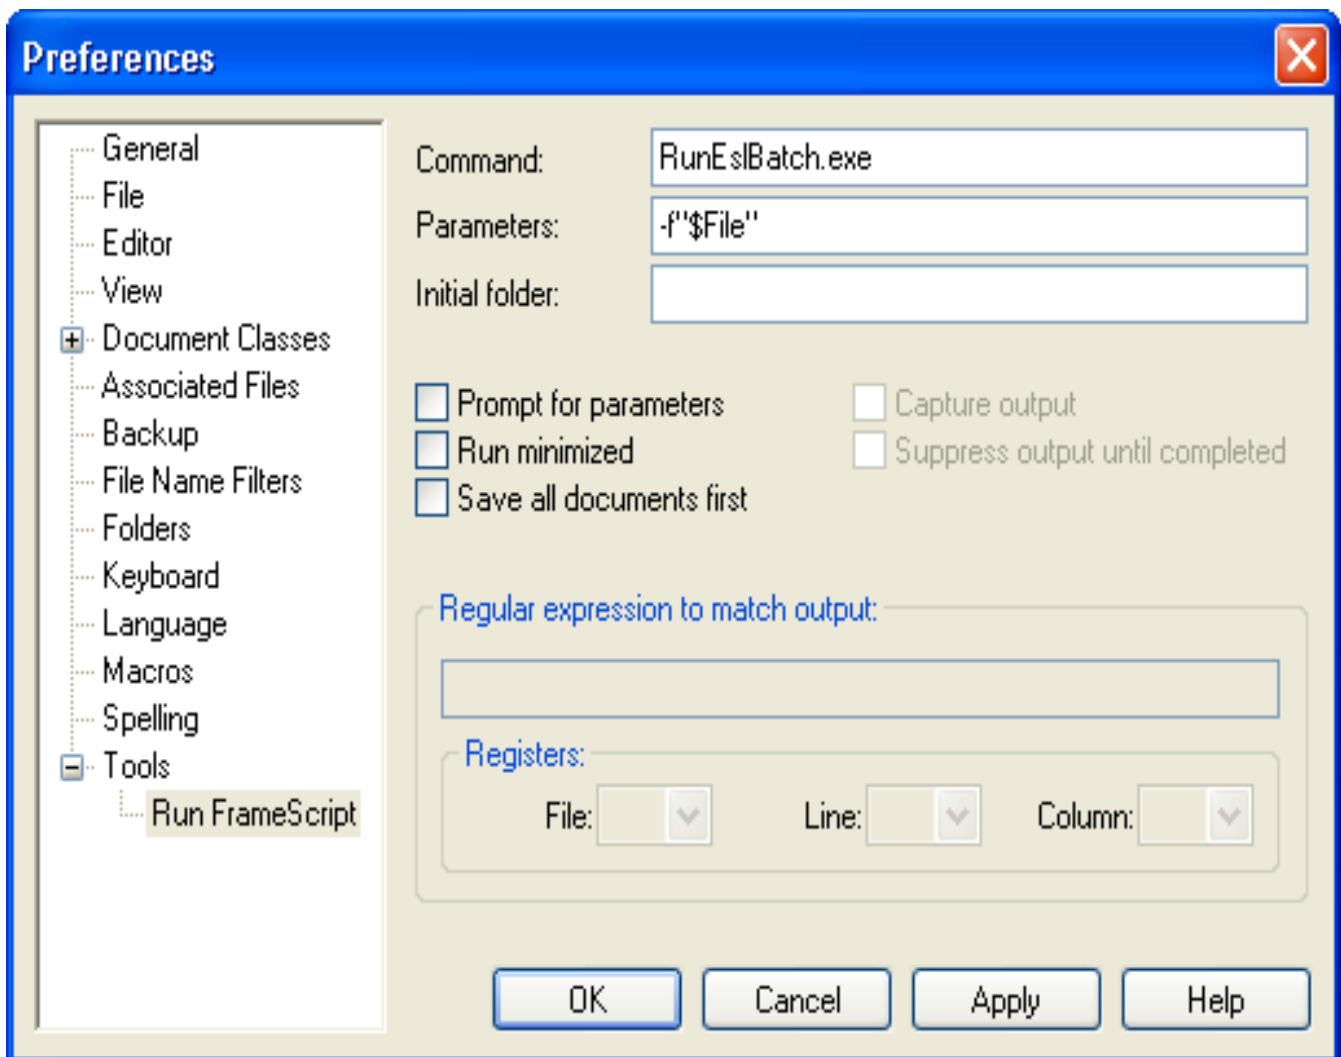 Preferences
General
File
Editor
View
Document Classes
Associated Files
Backup
File Name Filters
Folders
Keyboard
Language
Macros
Spelling
Tools
Run FrameScript
Command: RunEslBatch.exe
Parameters: -f"$File"
Initial folder:
Prompt for parameters
Capture output
Run minimized
Suppress output until completed
Save all documents first
Regular expression to match output:
Registers:
File: Line: Column:
OK Cancel Apply Help